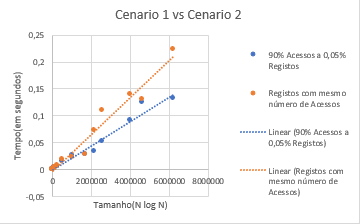 Cenario 1 vs Cenario 2
0,25
0,2
0,15
0,1
0,05
0
-0,05
0 2000000 4000000 6000000 8000000
Tempo(em segundos)
Tamanho(N log N)
90% Acessos a 0,05%
Registos
Registos com mesmo
número de Acessos
Linear (90% Acessos a
0,05% Registos)
Linear (Registos com
mesmo número de
Acessos)